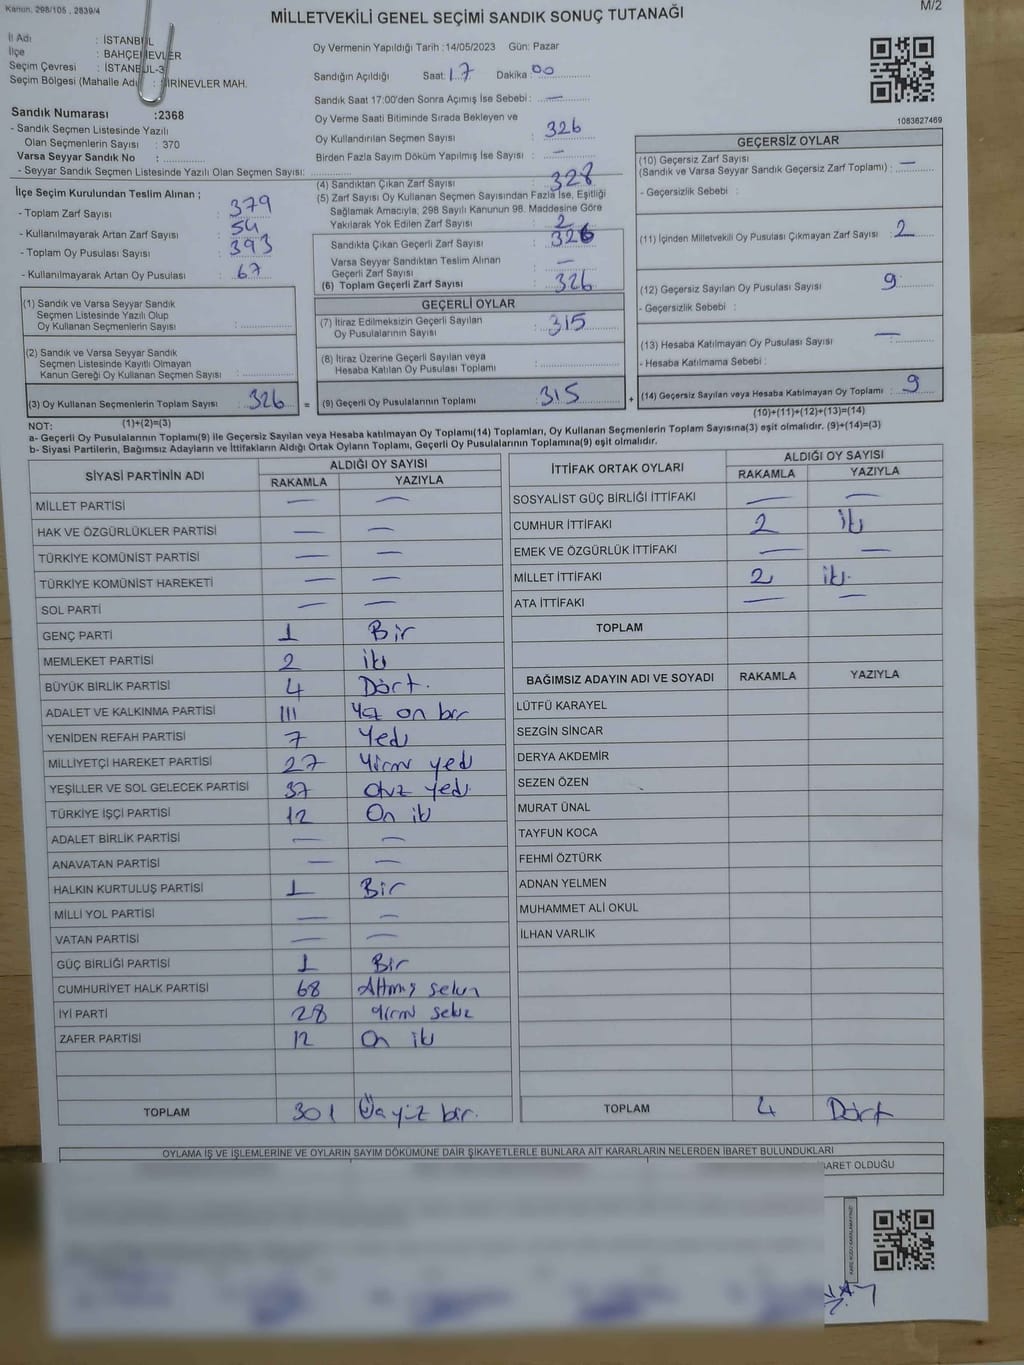 Kanun. 298/105 , 2839/4
MİLLETVEKİLİ GENEL SEÇİMİ SANDIK SONUÇ TUTANAĞI
M/2
İl Adı : İSTANBUL
İlçe : BAHÇELİEVLER
Seçim Çevresi : İSTANBUL-3
Seçim Bölgesi (Mahalle Adı) : ŞİRİNEVLER MAH.
Sandık Numarası :2368
- Sandık Seçmen Listesinde Yazılı
Olan Seçmenlerin Sayısı : 370
Varsa Seyyar Sandık No :
- Seyyar Sandık Seçmen Listesinde Yazılı Olan Seçmen Sayısı:
Oy Vermenin Yapıldığı Tarih : 14/05/2023 Gün: Pazar
Sandığın Açıldığı Saat: 17 Dakika : 00
Sandık Saat 17:00'den Sonra Açımış İse Sebebi : —
Oy Verme Saati Bitiminde Sırada Bekleyen ve
Oy Kullandırılan Seçmen Sayısı : 326
Birden Fazla Sayım Döküm Yapılmış İse Sayısı : —
1083627469
İlçe Seçim Kurulundan Teslim Alınan ;
- Toplam Zarf Sayısı : 379
- Kullanılmayarak Artan Zarf Sayısı : 54
- Toplam Oy Pusulası Sayısı : 393
- Kullanılmayarak Artan Oy Pusulası : 67
(4) Sandıktan Çıkan Zarf Sayısı : 328
(5) Zarf Sayısı Oy Kullanan Seçmen Sayısından Fazla İse, Eşitliği
Sağlamak Amacıyla, 298 Sayılı Kanunun 98. Maddesine Göre
Yakılarak Yok Edilen Zarf Sayısı : 2
Sandıkta Çıkan Geçerli Zarf Sayısı : 326
Varsa Seyyar Sandıktan Teslim Alınan
Geçerli Zarf Sayısı : —
(6) Toplam Geçerli Zarf Sayısı : 326
GEÇERSİZ OYLAR
(10) Geçersiz Zarf Sayısı
(Sandık ve Varsa Seyyar Sandık Geçersiz Zarf Toplamı) : —
- Geçersizlik Sebebi :
(11) İçinden Milletvekili Oy Pusulası Çıkmayan Zarf Sayısı : 2
(12) Geçersiz Sayılan Oy Pusulası Sayısı : 9
- Geçersizlik Sebebi :
(13) Hesaba Katılmayan Oy Pusulası Sayısı : —
- Hesaba Katılmama Sebebi :
(14) Geçersiz Sayılan veya Hesaba Katılmayan Oy Toplamı : 9
(10)+(11)+(12)+(13)=(14)
(1) Sandık ve Varsa Seyyar Sandık
Seçmen Listesinde Yazılı Olup
Oy Kullanan Seçmenlerin Sayısı :
(2) Sandık ve Varsa Seyyar Sandık
Seçmen Listesinde Kayıtlı Olmayan
Kanun Gereği Oy Kullanan Seçmen Sayısı :
(3) Oy Kullanan Seçmenlerin Toplam Sayısı : 326 =
(1)+(2)=(3)
GEÇERLİ OYLAR
(7) İtiraz Edilmeksizin Geçerli Sayılan
Oy Pusulalarının Sayısı : 315
(8) İtiraz Üzerine Geçerli Sayılan veya
Hesaba Katılan Oy Pusulası Toplamı :
(9) Geçerli Oy Pusulalarının Toplamı : 315 +
NOT:
a- Geçerli Oy Pusulalarının Toplamı(9) ile Geçersiz Sayılan veya Hesaba katılmayan Oy Toplamı(14) Toplamları, Oy Kullanan Seçmenlerin Toplam Sayısına(3) eşit olmalıdır. (9)+(14)=(3)
b- Siyasi Partilerin, Bağımsız Adayların ve İttifakların Aldığı Ortak Oyların Toplamı, Geçerli Oy Pusulalarının Toplamına(9) eşit olmalıdır.
SİYASİ PARTİNİN ADI ALDIĞI OY SAYISI
RAKAMLA YAZIYLA
MİLLET PARTİSİ — —
HAK VE ÖZGÜRLÜKLER PARTİSİ — —
TÜRKİYE KOMÜNİST PARTİSİ — —
TÜRKİYE KOMÜNİST HAREKETİ — —
SOL PARTİ — —
GENÇ PARTİ 1 Bir
MEMLEKET PARTİSİ 2 iki
BÜYÜK BİRLİK PARTİSİ 4 Dört.
ADALET VE KALKINMA PARTİSİ 111 Yüz on bir
YENİDEN REFAH PARTİSİ 7 Yedi
MİLLİYETÇİ HAREKET PARTİSİ 27 Yirmi yedi
YEŞİLLER VE SOL GELECEK PARTİSİ 37 Otuz yedi
TÜRKİYE İŞÇİ PARTİSİ 12 On iki
ADALET BİRLİK PARTİSİ — —
ANAVATAN PARTİSİ — —
HALKIN KURTULUŞ PARTİSİ 1 Bir
MİLLİ YOL PARTİSİ — —
VATAN PARTİSİ — —
GÜÇ BİRLİĞİ PARTİSİ 1 Bir
CUMHURİYET HALK PARTİSİ 68 Altmış sekiz
İYİ PARTİ 28 Yirmi sekiz
ZAFER PARTİSİ 12 On iki
TOPLAM 301 Üçyüz bir.
İTTİFAK ORTAK OYLARI ALDIĞI OY SAYISI
RAKAMLA YAZIYLA
SOSYALİST GÜÇ BİRLİĞİ İTTİFAKI — —
CUMHUR İTTİFAKI 2 iki
EMEK VE ÖZGÜRLÜK İTTİFAKI — —
MİLLET İTTİFAKI 2 iki.
ATA İTTİFAKI — —
TOPLAM
BAĞIMSIZ ADAYIN ADI VE SOYADI RAKAMLA YAZIYLA
LÜTFÜ KARAYEL
SEZGİN SİNCAR
DERYA AKDEMİR
SEZEN ÖZEN
MURAT ÜNAL
TAYFUN KOCA
FEHMİ ÖZTÜRK
ADNAN YELMEN
MUHAMMET ALİ OKUL
İLHAN VARLIK
TOPLAM 4 Dört
OYLAMA İŞ VE İŞLEMLERİNE VE OYLARIN SAYIM DÖKÜMÜNE DAİR ŞİKAYETLERLE BUNLARA AİT KARARLARIN NELERDEN İBARET BULUNDUKLARI
İBARET OLDUĞU